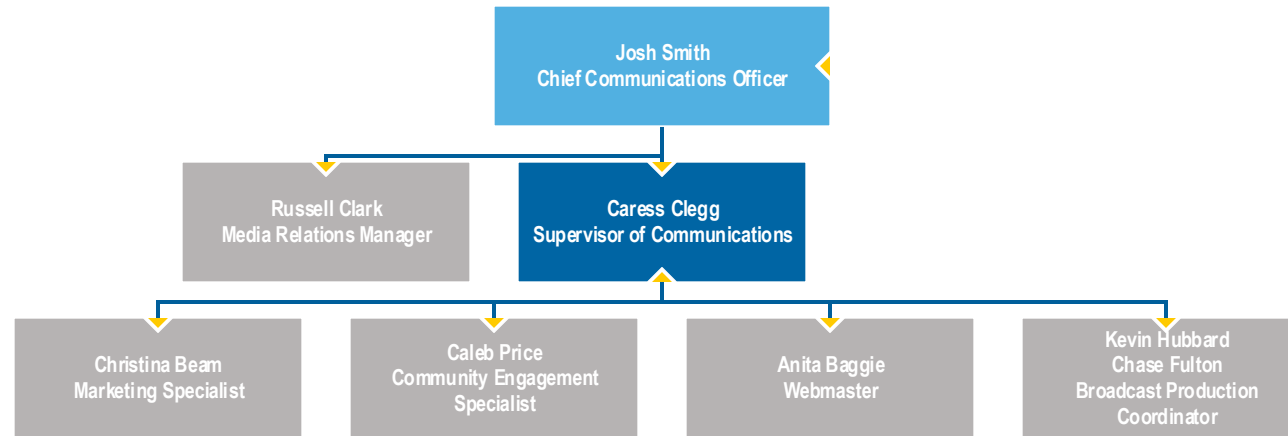 Josh Smith
Chief Communications Officer
Russell Clark
Media Relations Manager
Caress Clegg
Supervisor of Communications
Christina Beam
Marketing Specialist
Caleb Price
Community Engagement
Specialist
Anita Baggie
Webmaster
Kevin Hubbard
Chase Fulton
Broadcast Production
Coordinator